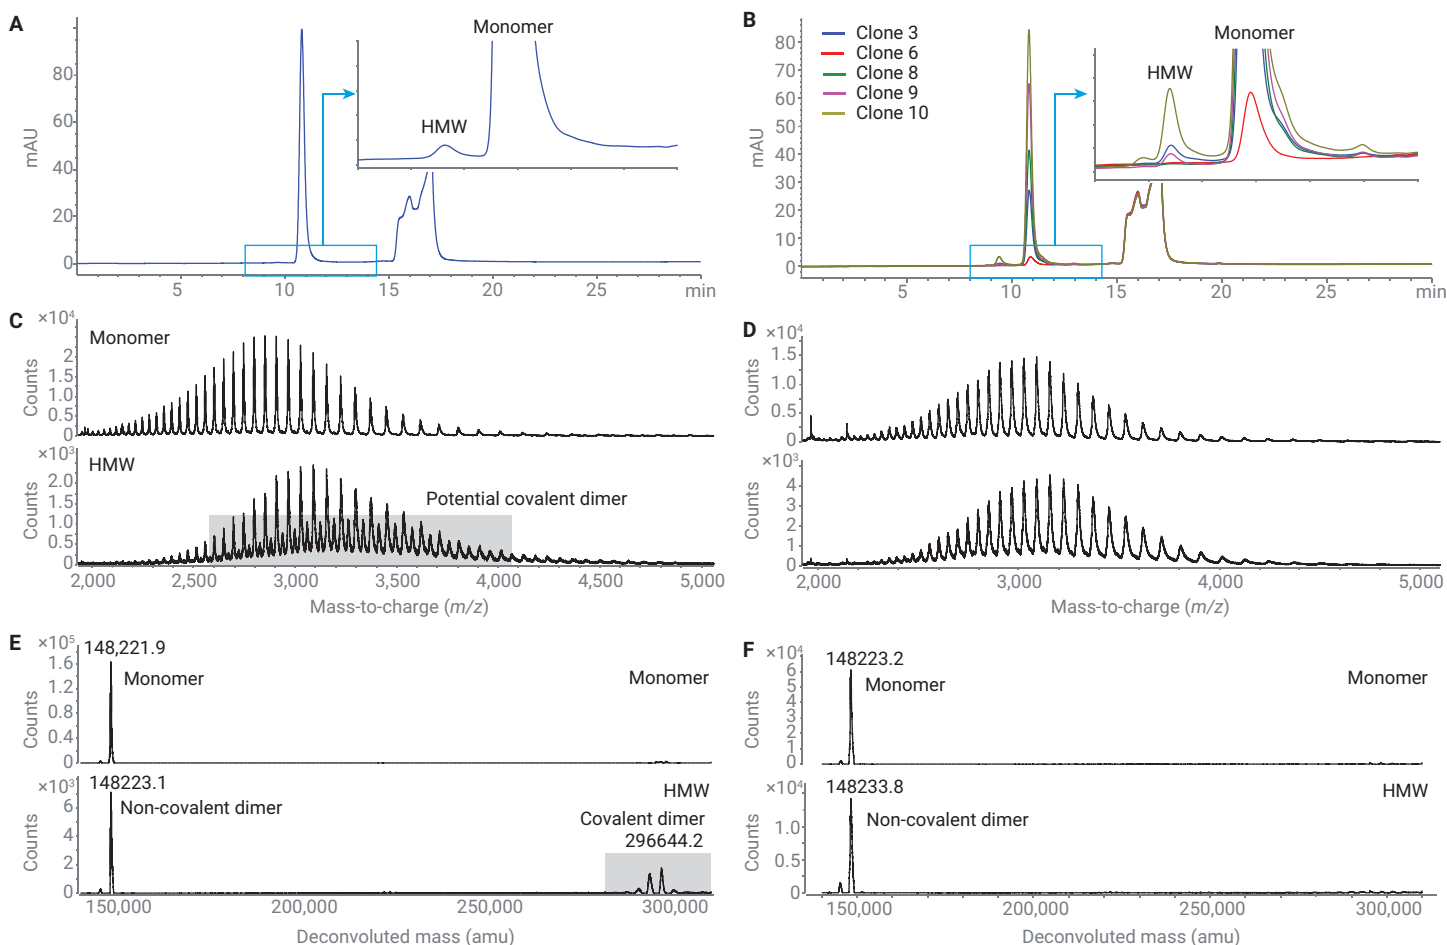 A
mAU
80
60
40
20
0
5
10
15
20
25
min
HMW
Monomer
B
mAU
80
70
60
50
40
30
20
10
0
5
10
15
20
25
min
Clone 3
Clone 6
Clone 8
Clone 9
Clone 10
HMW
Monomer
C
×10⁴
Monomer
Counts
2
1.5
1.0
0.5
0
×10³
HMW
Counts
2.0
1.5
1.0
0.5
0
Potential covalent dimer
2,000
2,500
3,000
3,500
4,000
4,500
5,000
Mass-to-charge (m/z)
D
×10⁴
Counts
1.5
1.0
0.5
0
×10³
Counts
4
3
2
1
0
2,000
3,000
4,000
5,000
Mass-to-charge (m/z)
E
×10⁵
148,221.9
Counts
1.6
1.2
0.8
0.4
0
Monomer
Monomer
×10³
148223.1
Counts
6
4
2
0
Non-covalent dimer
HMW
Covalent dimer
296644.2
150,000
200,000
250,000
300,000
Deconvoluted mass (amu)
F
×10⁴
148223.2
Counts
6
5
4
3
2
1
0
Monomer
Monomer
×10⁴
148233.8
Counts
1.0
0.5
0
Non-covalent dimer
HMW
150,000
200,000
250,000
300,000
Deconvoluted mass (amu)